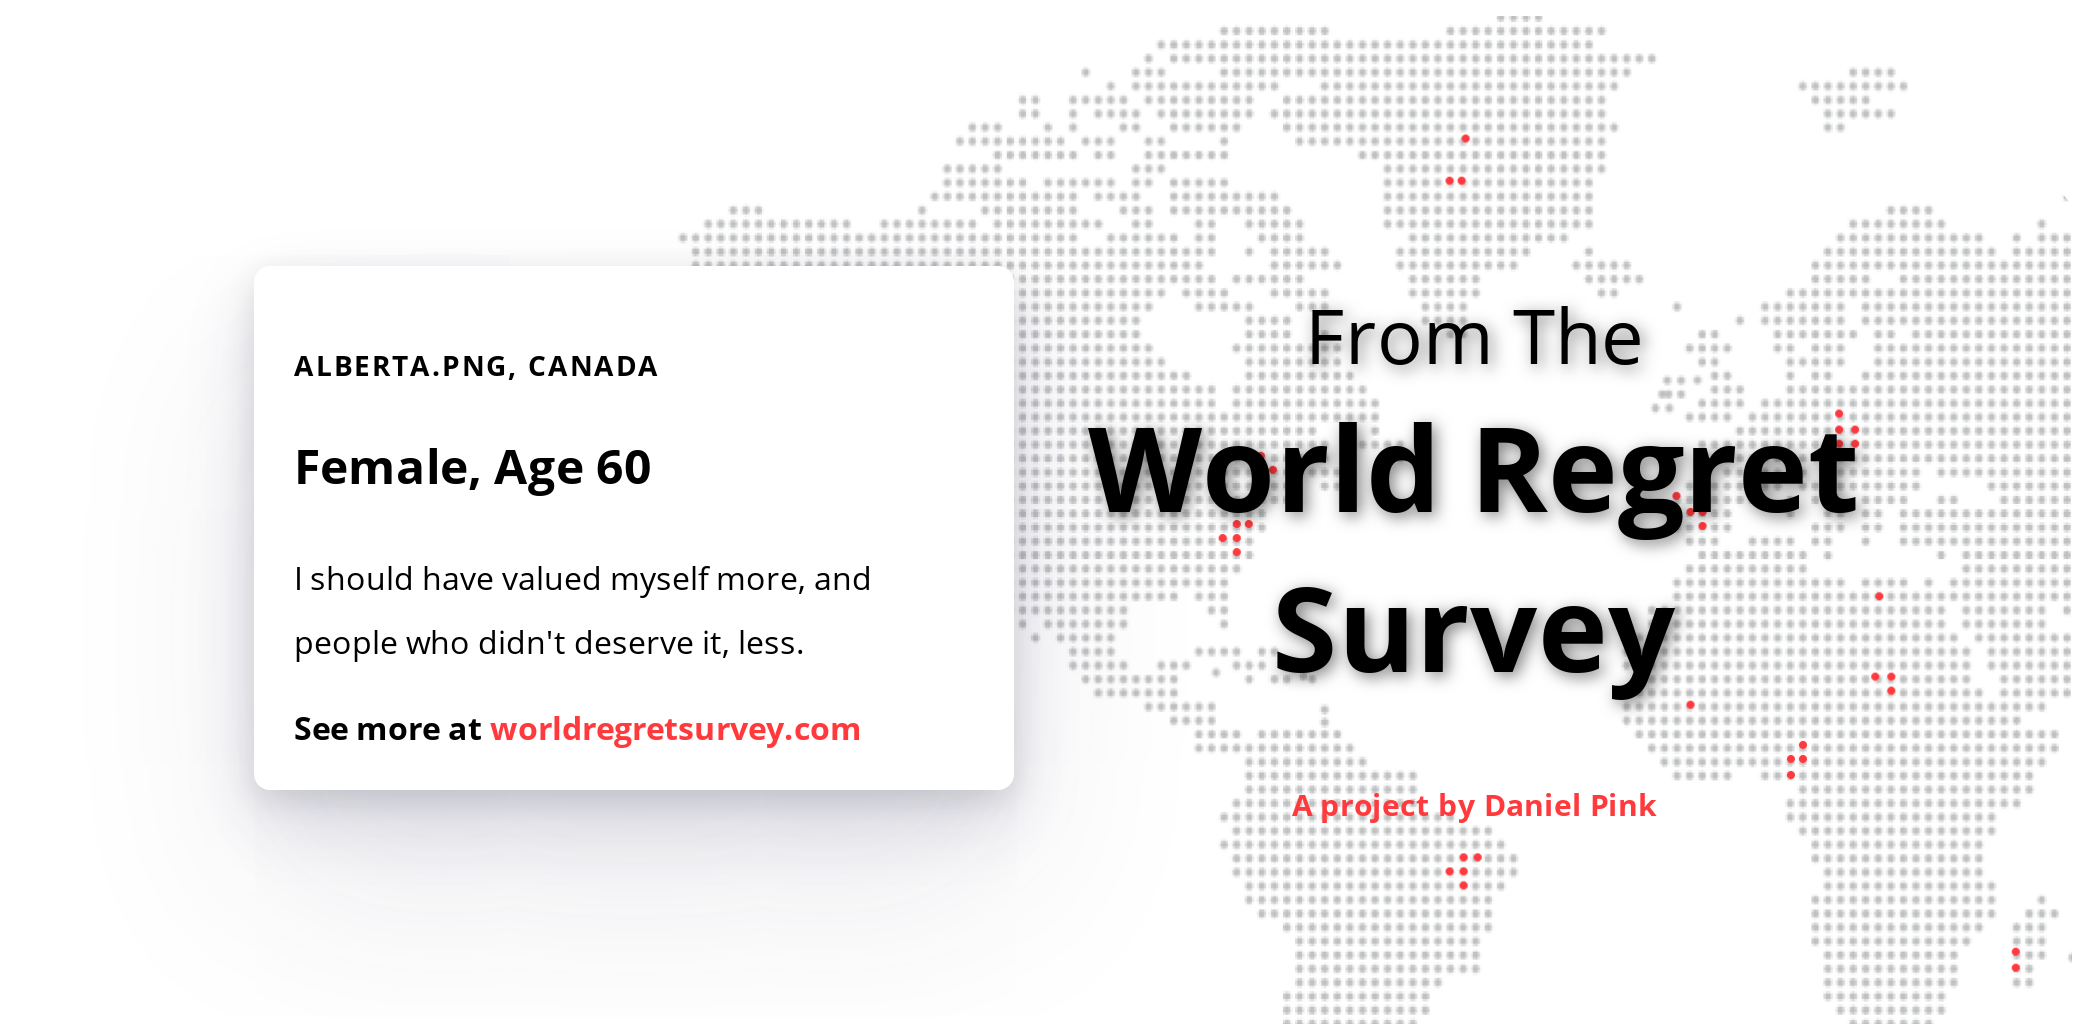 ALBERTA.PNG, CANADA
Female, Age 60
I should have valued myself more, and
people who didn't deserve it, less.
See more at worldregretsurvey.com
From The
World Regret
Survey
A project by Daniel Pink